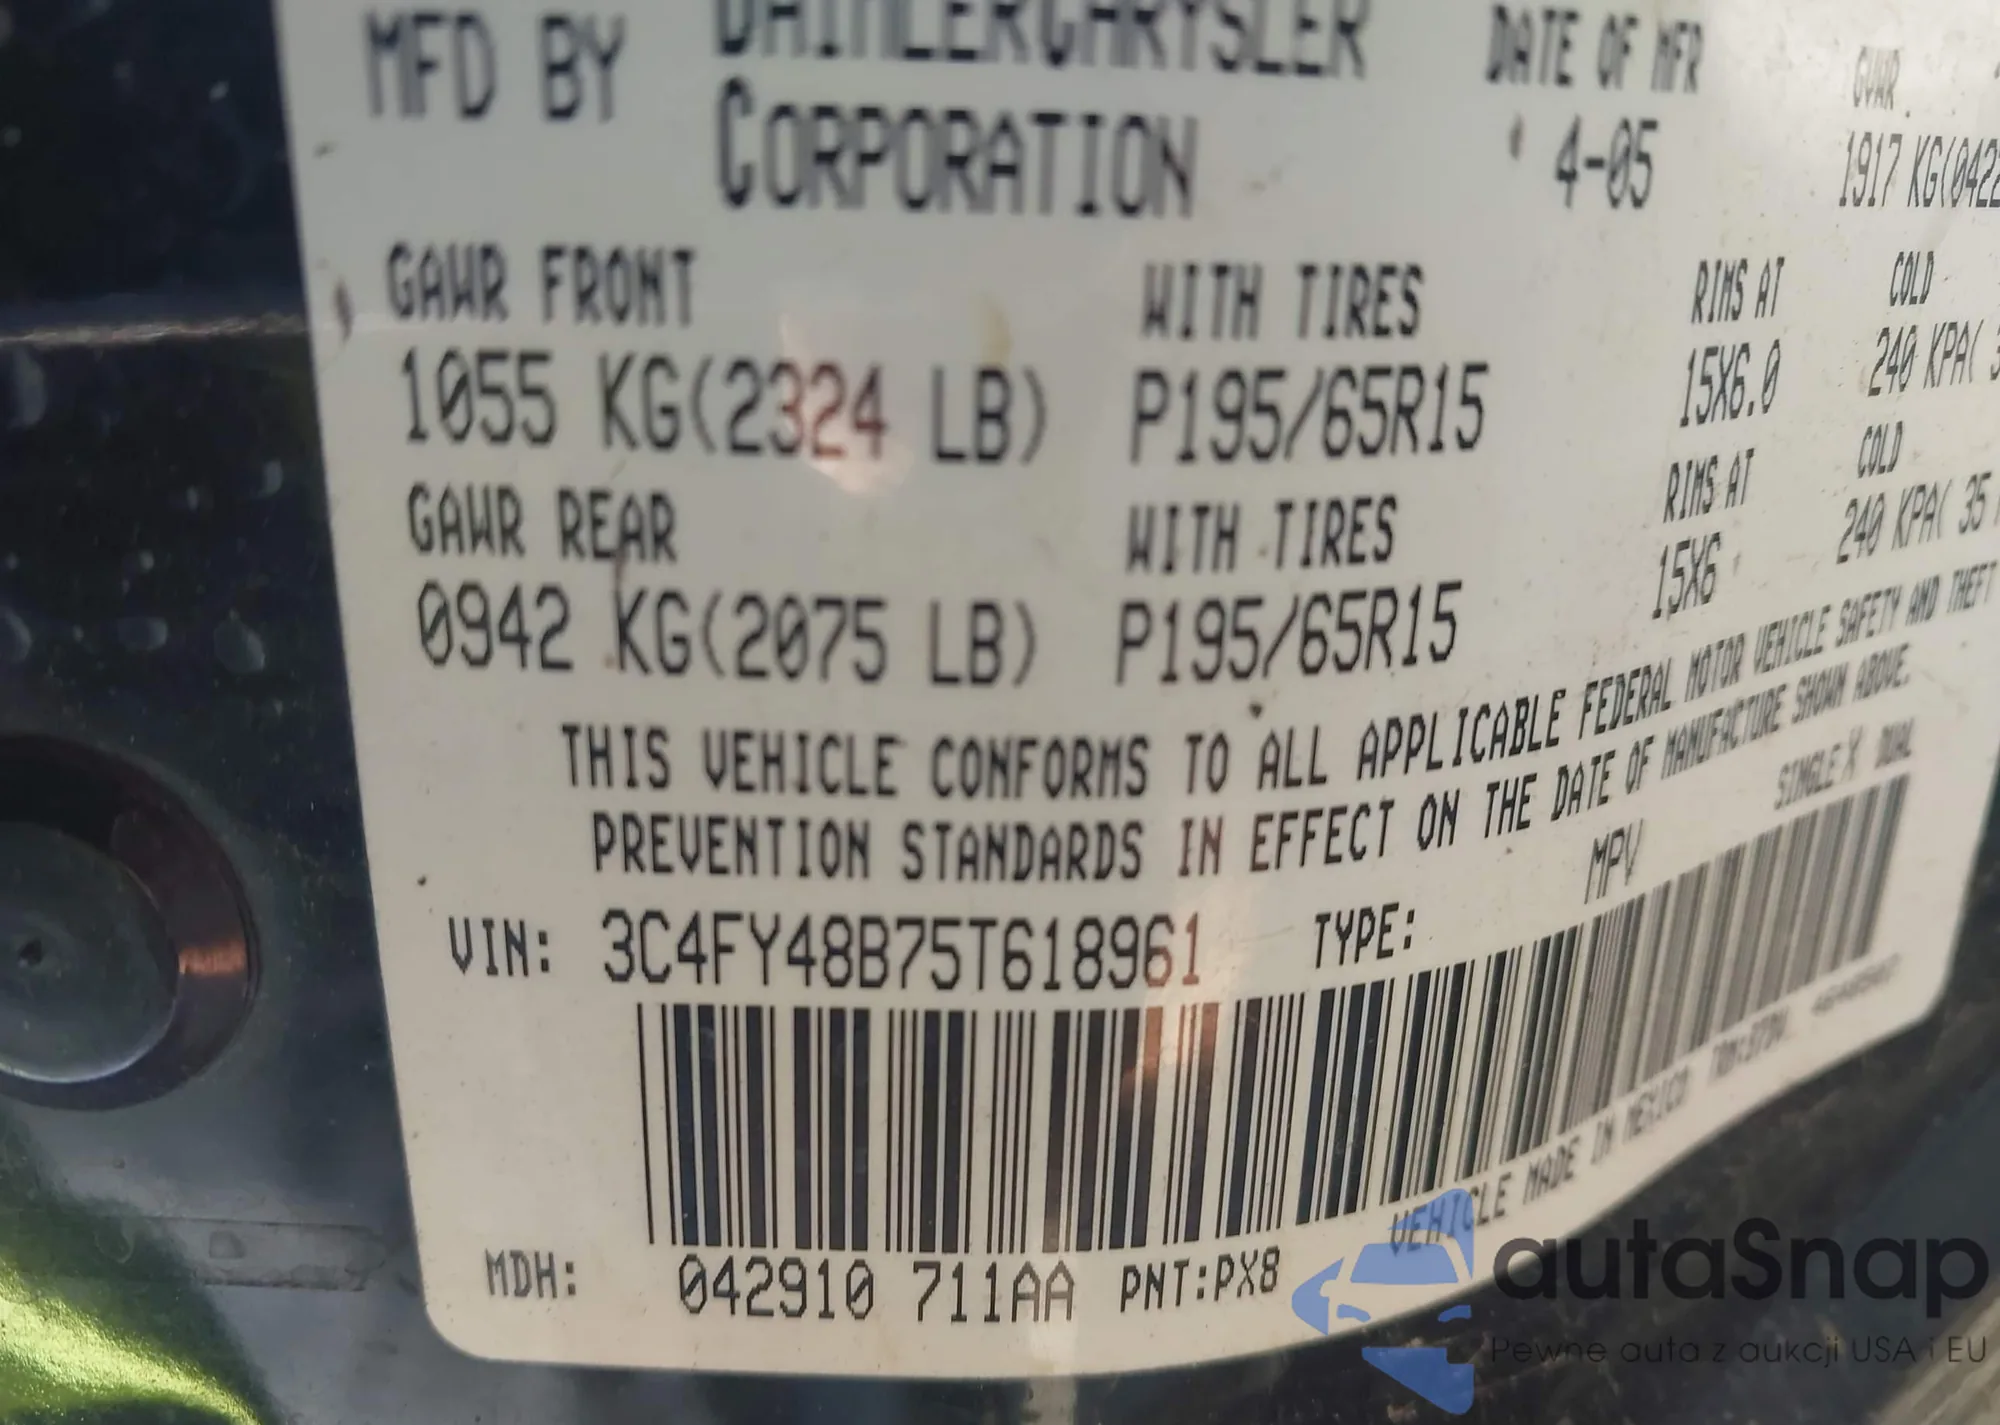 MFD BY DAIMLERCHRYSLER CORPORATION
DATE OF MFR 4-05
GVWR 1917 KG(0422
GAWR FRONT WITH TIRES RIMS AT COLD
1055 KG(2324 LB) P195/65R15 15X6.0 240 KPA(
GAWR REAR WITH TIRES RIMS AT COLD
0942 KG(2075 LB) P195/65R15 15X6 240 KPA( 35
THIS VEHICLE CONFORMS TO ALL APPLICABLE FEDERAL MOTOR VEHICLE SAFETY AND THEFT
PREVENTION STANDARDS IN EFFECT ON THE DATE OF MANUFACTURE SHOWN ABOVE.
VIN: 3C4FY48B75T618961 TYPE: MPV SINGLE X DUAL
VEHICLE MADE IN MEXICO
MDH: 042910 711AA PNT:PX8
autaSnap
Pewne auta z aukcji USA i EU